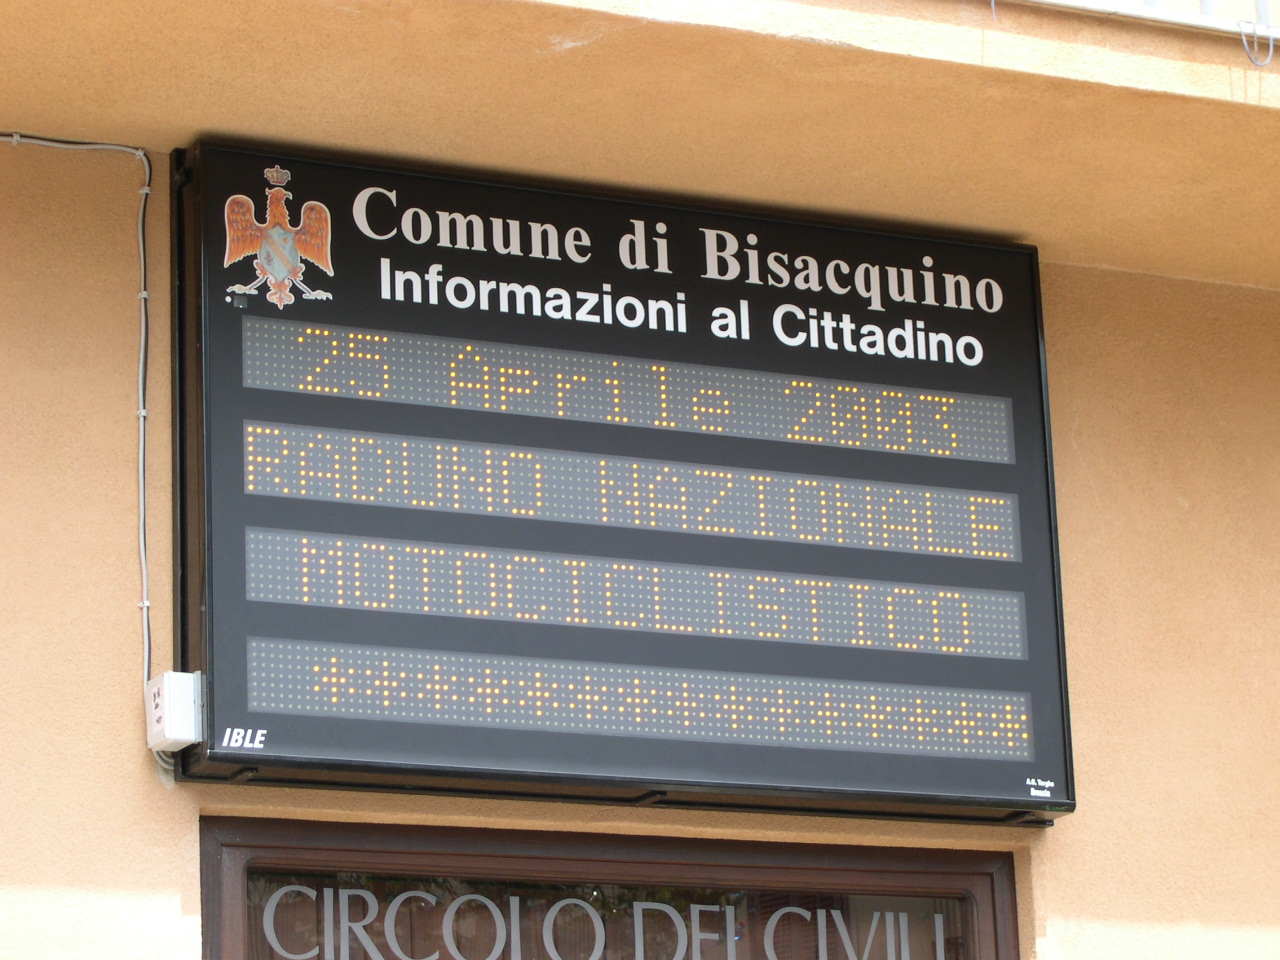 Comune di Bisacquino
Informazioni al Cittadino
25 Aprile 2003
RADUNO NAZIONALE
MOTOCICLISTICO
***************
IBLE
CIRCOLO DEI CIVILI